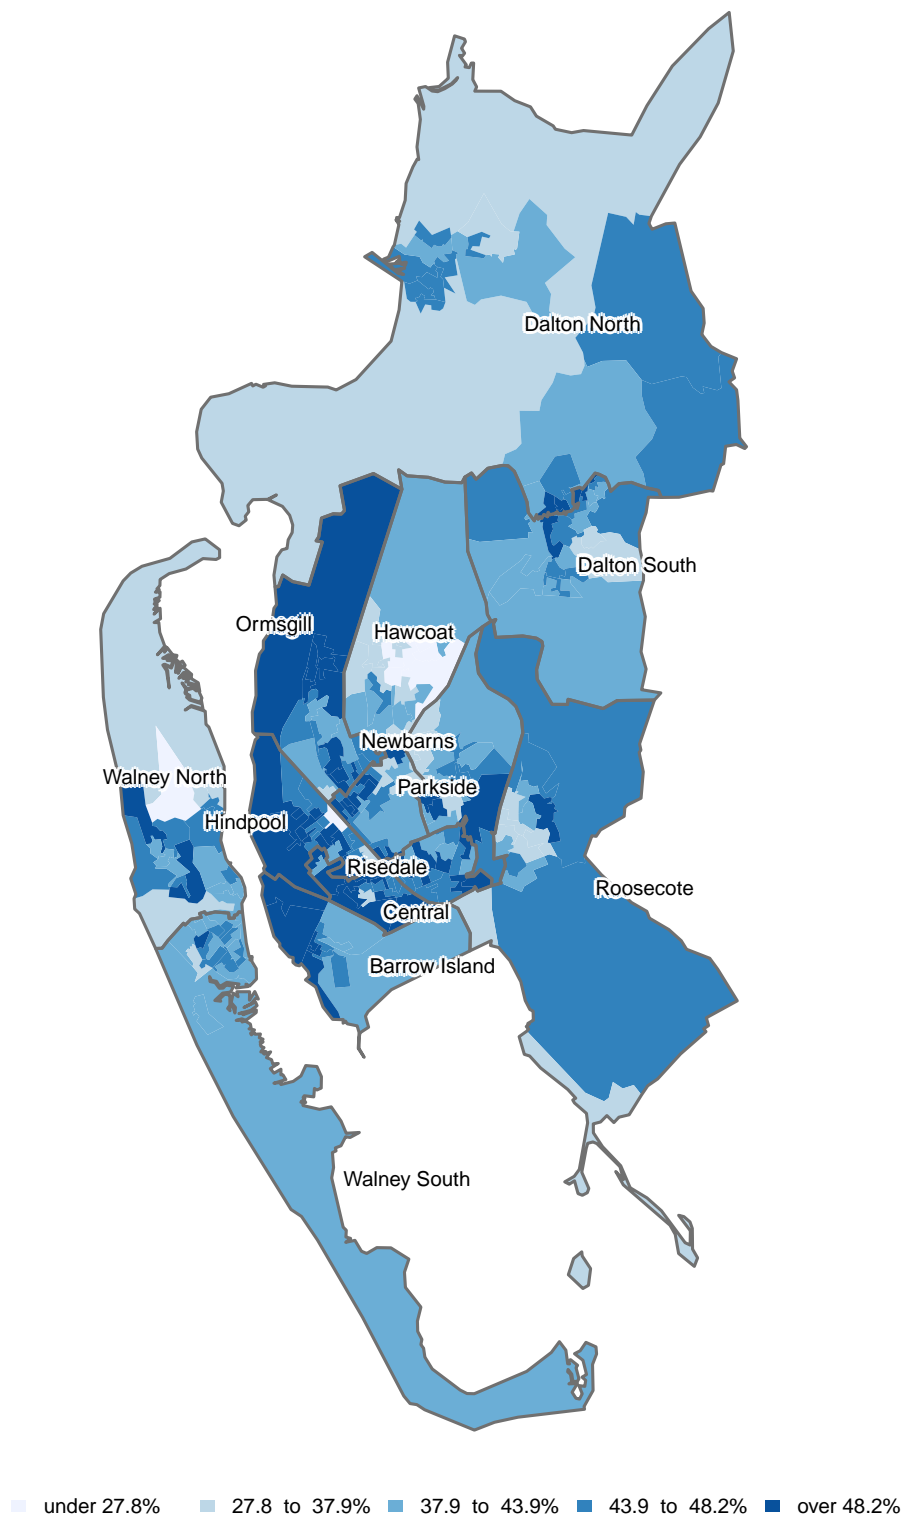 Dalton North
Dalton South
Ormsgill
Hawcoat
Newbarns
Walney North
Parkside
Hindpool
Risedale
Roosecote
Central
Barrow Island
Walney South
under 27.8%
27.8 to 37.9%
37.9 to 43.9%
43.9 to 48.2%
over 48.2%